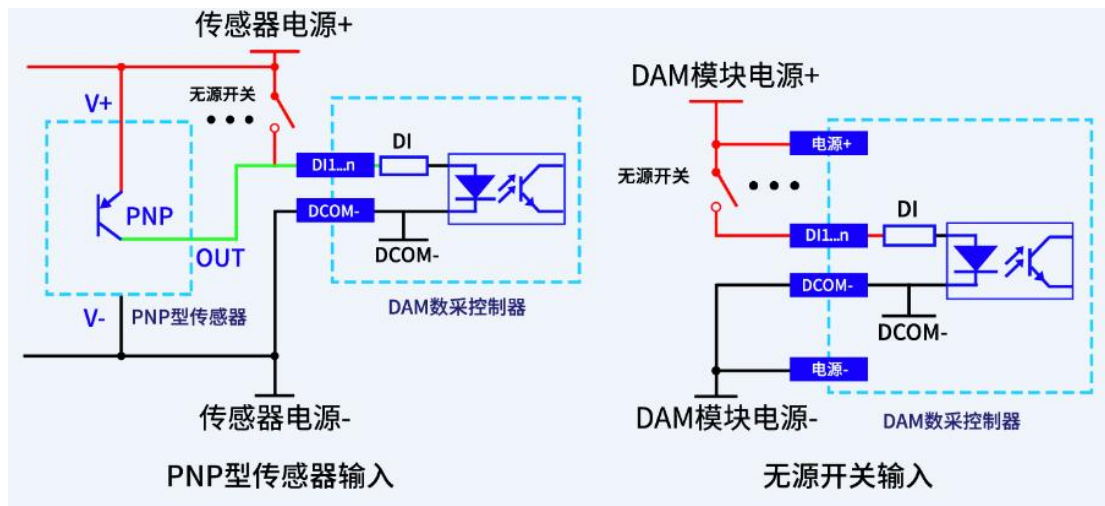 传感器电源+
V+
无源开关
DI
DI1...n
PNP
DCOM-
OUT
DCOM-
V-
PNP型传感器
DAM数采控制器
传感器电源-
PNP型传感器输入
DAM模块电源+
电源+
无源开关
DI
DI1...n
DCOM-
DCOM-
电源-
DAM模块电源-
DAM数采控制器
无源开关输入